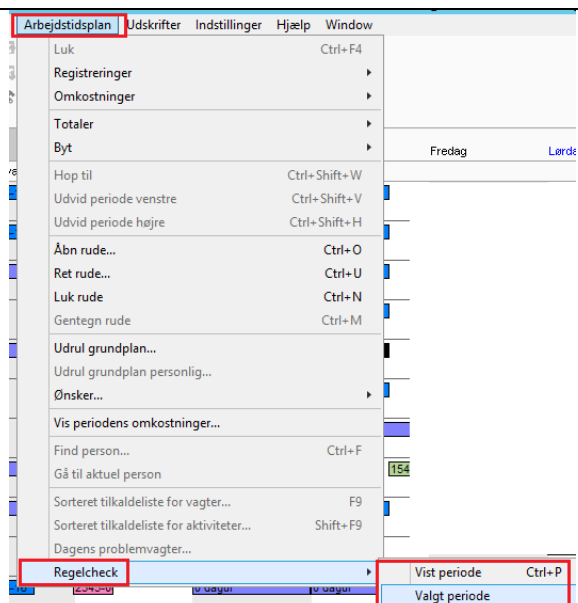 Arbejdstidsplan Udskrifter Indstillinger Hjælp Window
Luk Ctrl+F4
Registreringer
Omkostninger
Totaler
Byt
Fredag
Hop til Ctrl+Shift+W
Udvid periode venstre Ctrl+Shift+V
Udvid periode højre Ctrl+Shift+H
Åbn rude... Ctrl+O
Ret rude... Ctrl+U
Luk rude Ctrl+N
Gentegn rude Ctrl+M
Udrul grundplan...
Udrul grundplan personlig...
Ønsker...
Vis periodens omkostninger...
Find person... Ctrl+F
Gå til aktuel person
154
Sorteret tilkaldeliste for vagter... F9
Sorteret tilkaldeliste for aktiviteter... Shift+F9
Dagens problemvagter...
Regelcheck
Vist periode Ctrl+P
Valgt periode